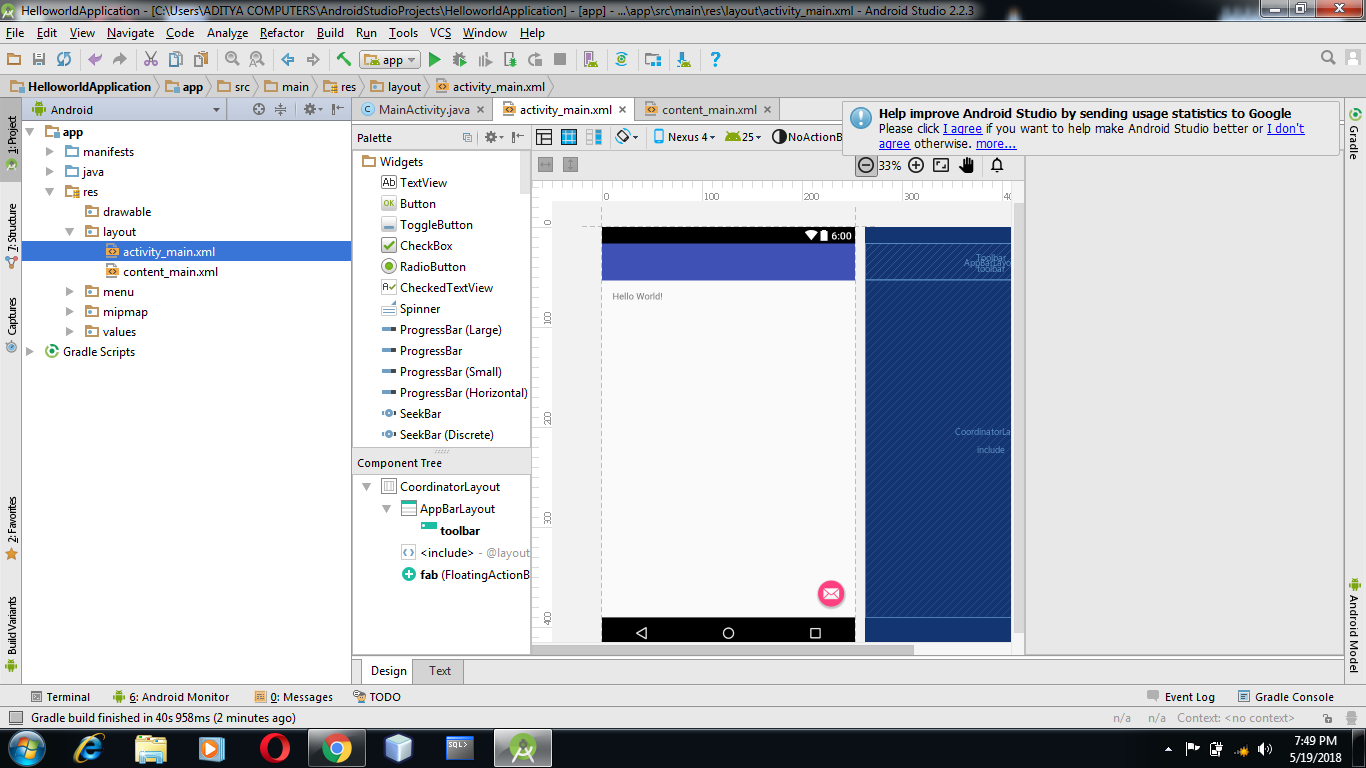 HelloworldApplication - [C:\Users\ADITYA COMPUTERS\AndroidStudioProjects\HelloworldApplication] - [app] - ...\app\src\main\res\layout\activity_main.xml - Android Studio 2.2.3
File Edit View Navigate Code Analyze Refactor Build Run Tools VCS Window Help
app
HelloworldApplication app src main res layout activity_main.xml
Android
MainActivity.java activity_main.xml content_main.xml
Help improve Android Studio by sending usage statistics to Google
Please click I agree if you want to help make Android Studio better or I don't
agree otherwise. more...
1: Project
7: Structure
Captures
2: Favorites
Build Variants
app
manifests
java
res
drawable
layout
activity_main.xml
content_main.xml
menu
mipmap
values
Gradle Scripts
Palette
Nexus 4 25 NoActionB
33%
Widgets
Ab TextView
OK Button
ToggleButton
CheckBox
RadioButton
CheckedTextView
Spinner
ProgressBar (Large)
ProgressBar
ProgressBar (Small)
ProgressBar (Horizontal)
SeekBar
SeekBar (Discrete)
Component Tree
CoordinatorLayout
AppBarLayout
toolbar
<include> - @layout
fab (FloatingActionB
0 100 200 40
0
100
200
300
400
6:00
Hello World!
Toolbar
AppBarLayo
toolbar
CoordinatorLa
include
Gradle
Android Model
Design Text
Terminal 6: Android Monitor 0: Messages TODO Event Log Gradle Console
Gradle build finished in 40s 958ms (2 minutes ago) n/a n/a Context: <no context>
SQL>
7:49 PM
5/19/2018